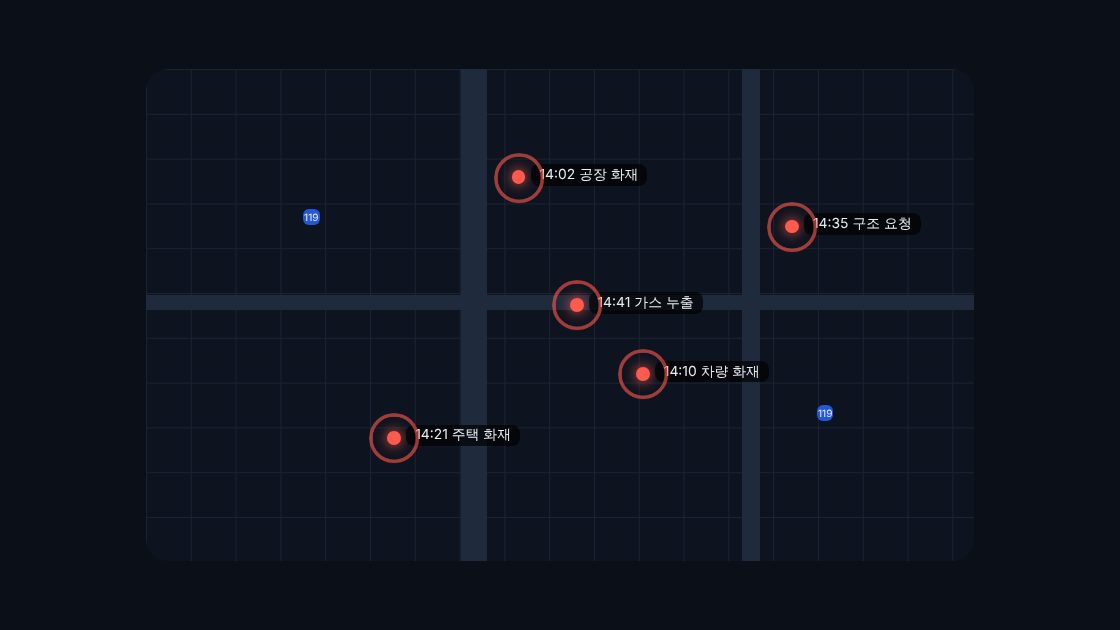 14:02 공장 화재
119
14:35 구조 요청
14:41 가스 누출
14:10 차량 화재
119
14:21 주택 화재